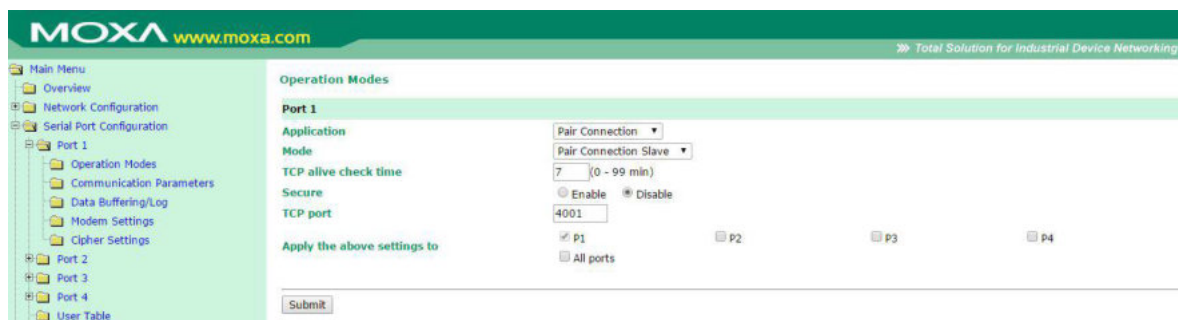 MOXA www.moxa.com
Total Solution for Industrial Device Networking
Main Menu
Overview
Network Configuration
Serial Port Configuration
Port 1
Operation Modes
Communication Parameters
Data Buffering/Log
Modem Settings
Cipher Settings
Port 2
Port 3
Port 4
User Table
Operation Modes
Port 1
Application Pair Connection
Mode Pair Connection Slave
TCP alive check time 7 (0 - 99 min)
Secure Enable Disable
TCP port 4001
Apply the above settings to P1 P2 P3 P4
All ports
Submit